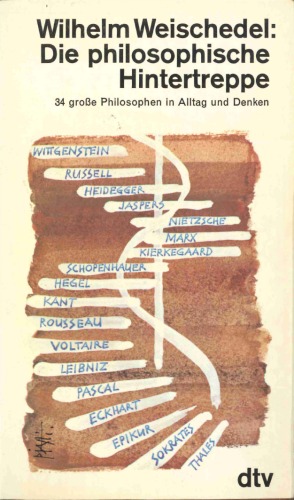 Wilhelm Weischedel:
Die philosophische
Hintertreppe
34 große Philosophen in Alltag und Denken
WITTGENSTEIN
RUSSELL
HEIDEGGER
JASPERS
NIETZSCHE
MARX
KIERKEGAARD
SCHOPENHAUER
HEGEL
KANT
ROUSSEAU
VOLTAIRE
LEIBNIZ
PASCAL
ECKHART
EPIKUR
SOKRATES
THALES
dtv